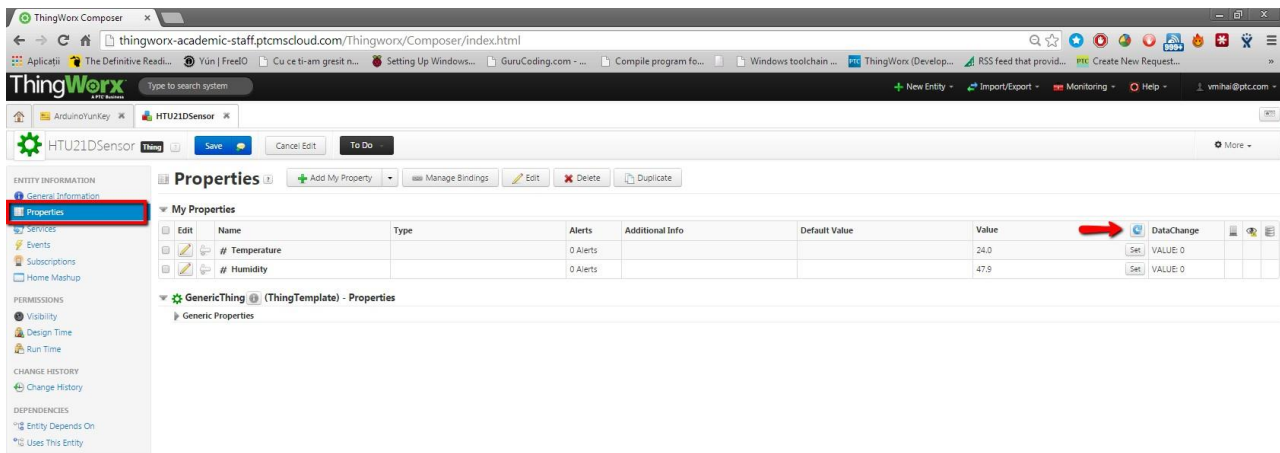 ThingWorx Composer
thingworx-academic-staff.ptcmscloud.com/Thingworx/Composer/index.html
Aplicații The Definitive Readi... Yún | FreeIO Cu ce ti-am gresit n... Setting Up Windows... GuruCoding.com - ... Compile program fo... Windows toolchain ... PTC ThingWorx (Develop... RSS feed that provid... PTC Create New Request... »
999+
ThingWorx Type to search system New Entity Import/Export Monitoring Help vmihai@ptc.com
A PTC Business
ArduinoYunKey HTU21DSensor
HTU21DSensor Thing Save Cancel Edit To Do More
ENTITY INFORMATION
General Information
Properties
Services
Events
Subscriptions
Home Mashup
PERMISSIONS
Visibility
Design Time
Run Time
CHANGE HISTORY
Change History
DEPENDENCIES
Entity Depends On
Uses This Entity
Properties Add My Property Manage Bindings Edit Delete Duplicate
My Properties
Edit Name Type Alerts Additional Info Default Value Value DataChange
# Temperature 0 Alerts 24.0 Set VALUE: 0
# Humidity 0 Alerts 47.9 Set VALUE: 0
GenericThing (ThingTemplate) - Properties
Generic Properties